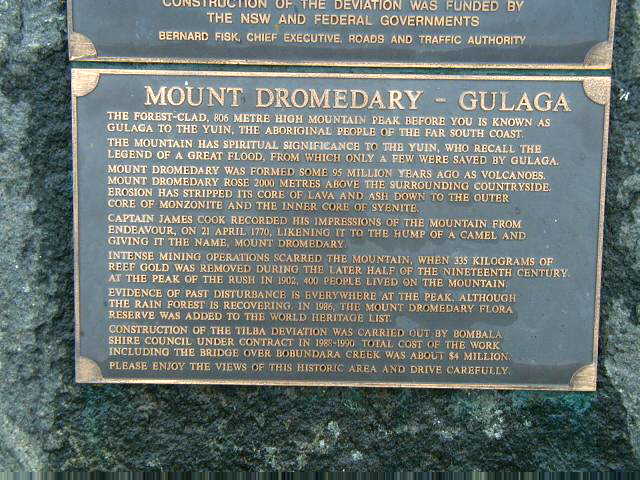 CONSTRUCTION OF THE DEVIATION WAS FUNDED BY
THE NSW AND FEDERAL GOVERNMENTS
BERNARD FISK, CHIEF EXECUTIVE, ROADS AND TRAFFIC AUTHORITY
MOUNT DROMEDARY - GULAGA
THE FOREST-CLAD, 806 METRE HIGH MOUNTAIN PEAK BEFORE YOU IS KNOWN AS
GULAGA TO THE YUIN, THE ABORIGINAL PEOPLE OF THE FAR SOUTH COAST.
THE MOUNTAIN HAS SPIRITUAL SIGNIFICANCE TO THE YUIN, WHO RECALL THE
LEGEND OF A GREAT FLOOD, FROM WHICH ONLY A FEW WERE SAVED BY GULAGA.
MOUNT DROMEDARY WAS FORMED SOME 95 MILLION YEARS AGO AS VOLCANOES.
MOUNT DROMEDARY ROSE 2000 METRES ABOVE THE SURROUNDING COUNTRYSIDE.
EROSION HAS STRIPPED ITS CORE OF LAVA AND ASH DOWN TO THE OUTER
CORE OF MONZONITE AND THE INNER CORE OF SYENITE.
CAPTAIN JAMES COOK RECORDED HIS IMPRESSIONS OF THE MOUNTAIN FROM
ENDEAVOUR, ON 21 APRIL 1770, LIKENING IT TO THE HUMP OF A CAMEL AND
GIVING IT THE NAME, MOUNT DROMEDARY.
INTENSE MINING OPERATIONS SCARRED THE MOUNTAIN, WHEN 335 KILOGRAMS OF
REEF GOLD WAS REMOVED DURING THE LATER HALF OF THE NINETEENTH CENTURY.
AT THE PEAK OF THE RUSH IN 1902, 400 PEOPLE LIVED ON THE MOUNTAIN.
EVIDENCE OF PAST DISTURBANCE IS EVERYWHERE AT THE PEAK, ALTHOUGH
THE RAIN FOREST IS RECOVERING. IN 1986, THE MOUNT DROMEDARY FLORA
RESERVE WAS ADDED TO THE WORLD HERITAGE LIST.
CONSTRUCTION OF THE TILBA DEVIATION WAS CARRIED OUT BY BOMBALA
SHIRE COUNCIL UNDER CONTRACT IN 1988-1990. TOTAL COST OF THE WORK
INCLUDING THE BRIDGE OVER BOBUNDARA CREEK WAS ABOUT $4 MILLION.
PLEASE ENJOY THE VIEWS OF THIS HISTORIC AREA AND DRIVE CAREFULLY.